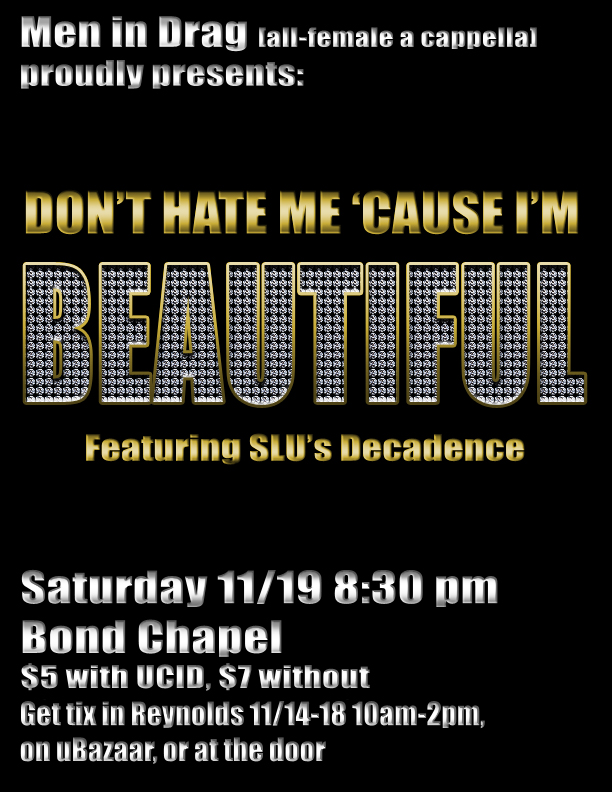 Men in Drag [all-female a cappella]
proudly presents:
DON'T HATE ME ‘CAUSE I'M
BEAUTIFUL
Featuring SLU's Decadence
Saturday 11/19 8:30 pm
Bond Chapel
$5 with UCID, $7 without
Get tix in Reynolds 11/14-18 10am-2pm,
on uBazaar, or at the door